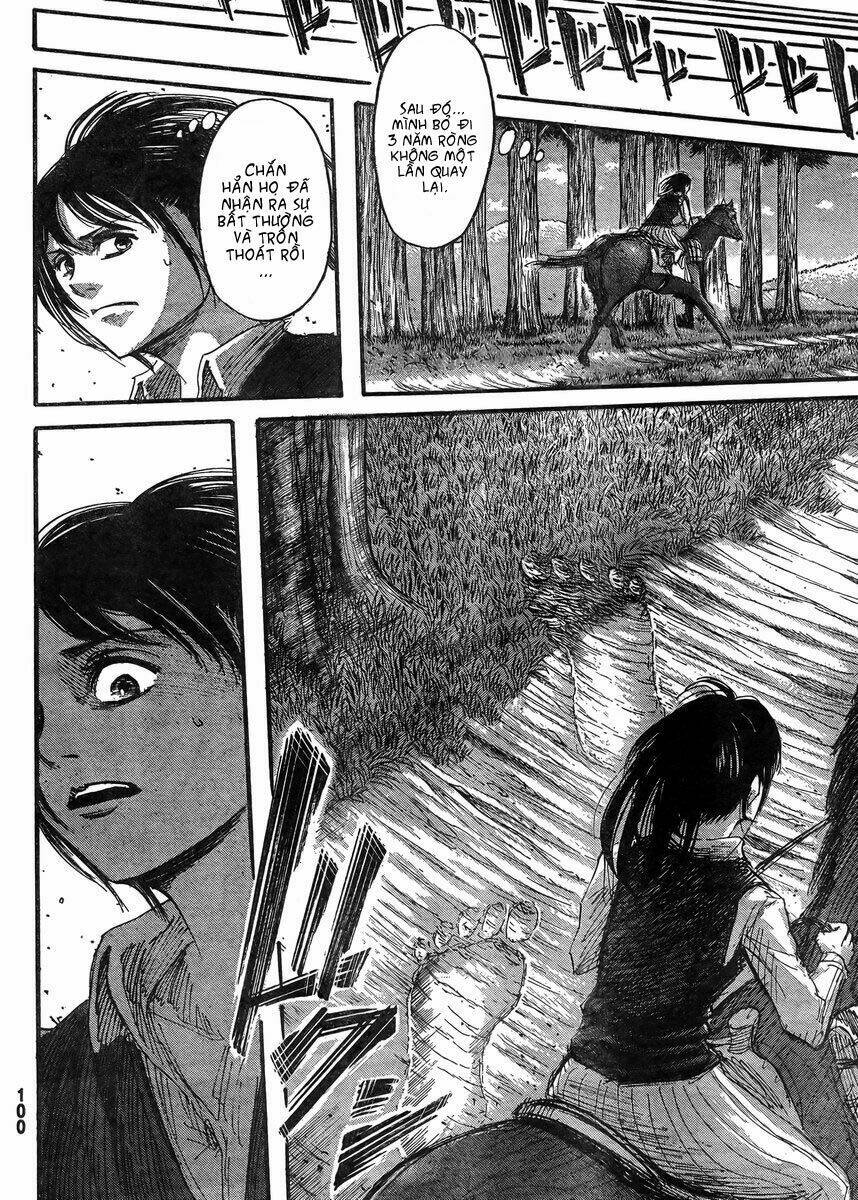 SAU ĐÓ...
MÌNH BỎ ĐI
3 NĂM RÒNG
KHÔNG MỘT
LẦN QUAY
LẠI.
CHẮN
HẲN HỌ ĐÃ
NHẬN RA SỰ
BẤT THƯỜNG
VÀ TRỐN
THOÁT RỒI
...
100